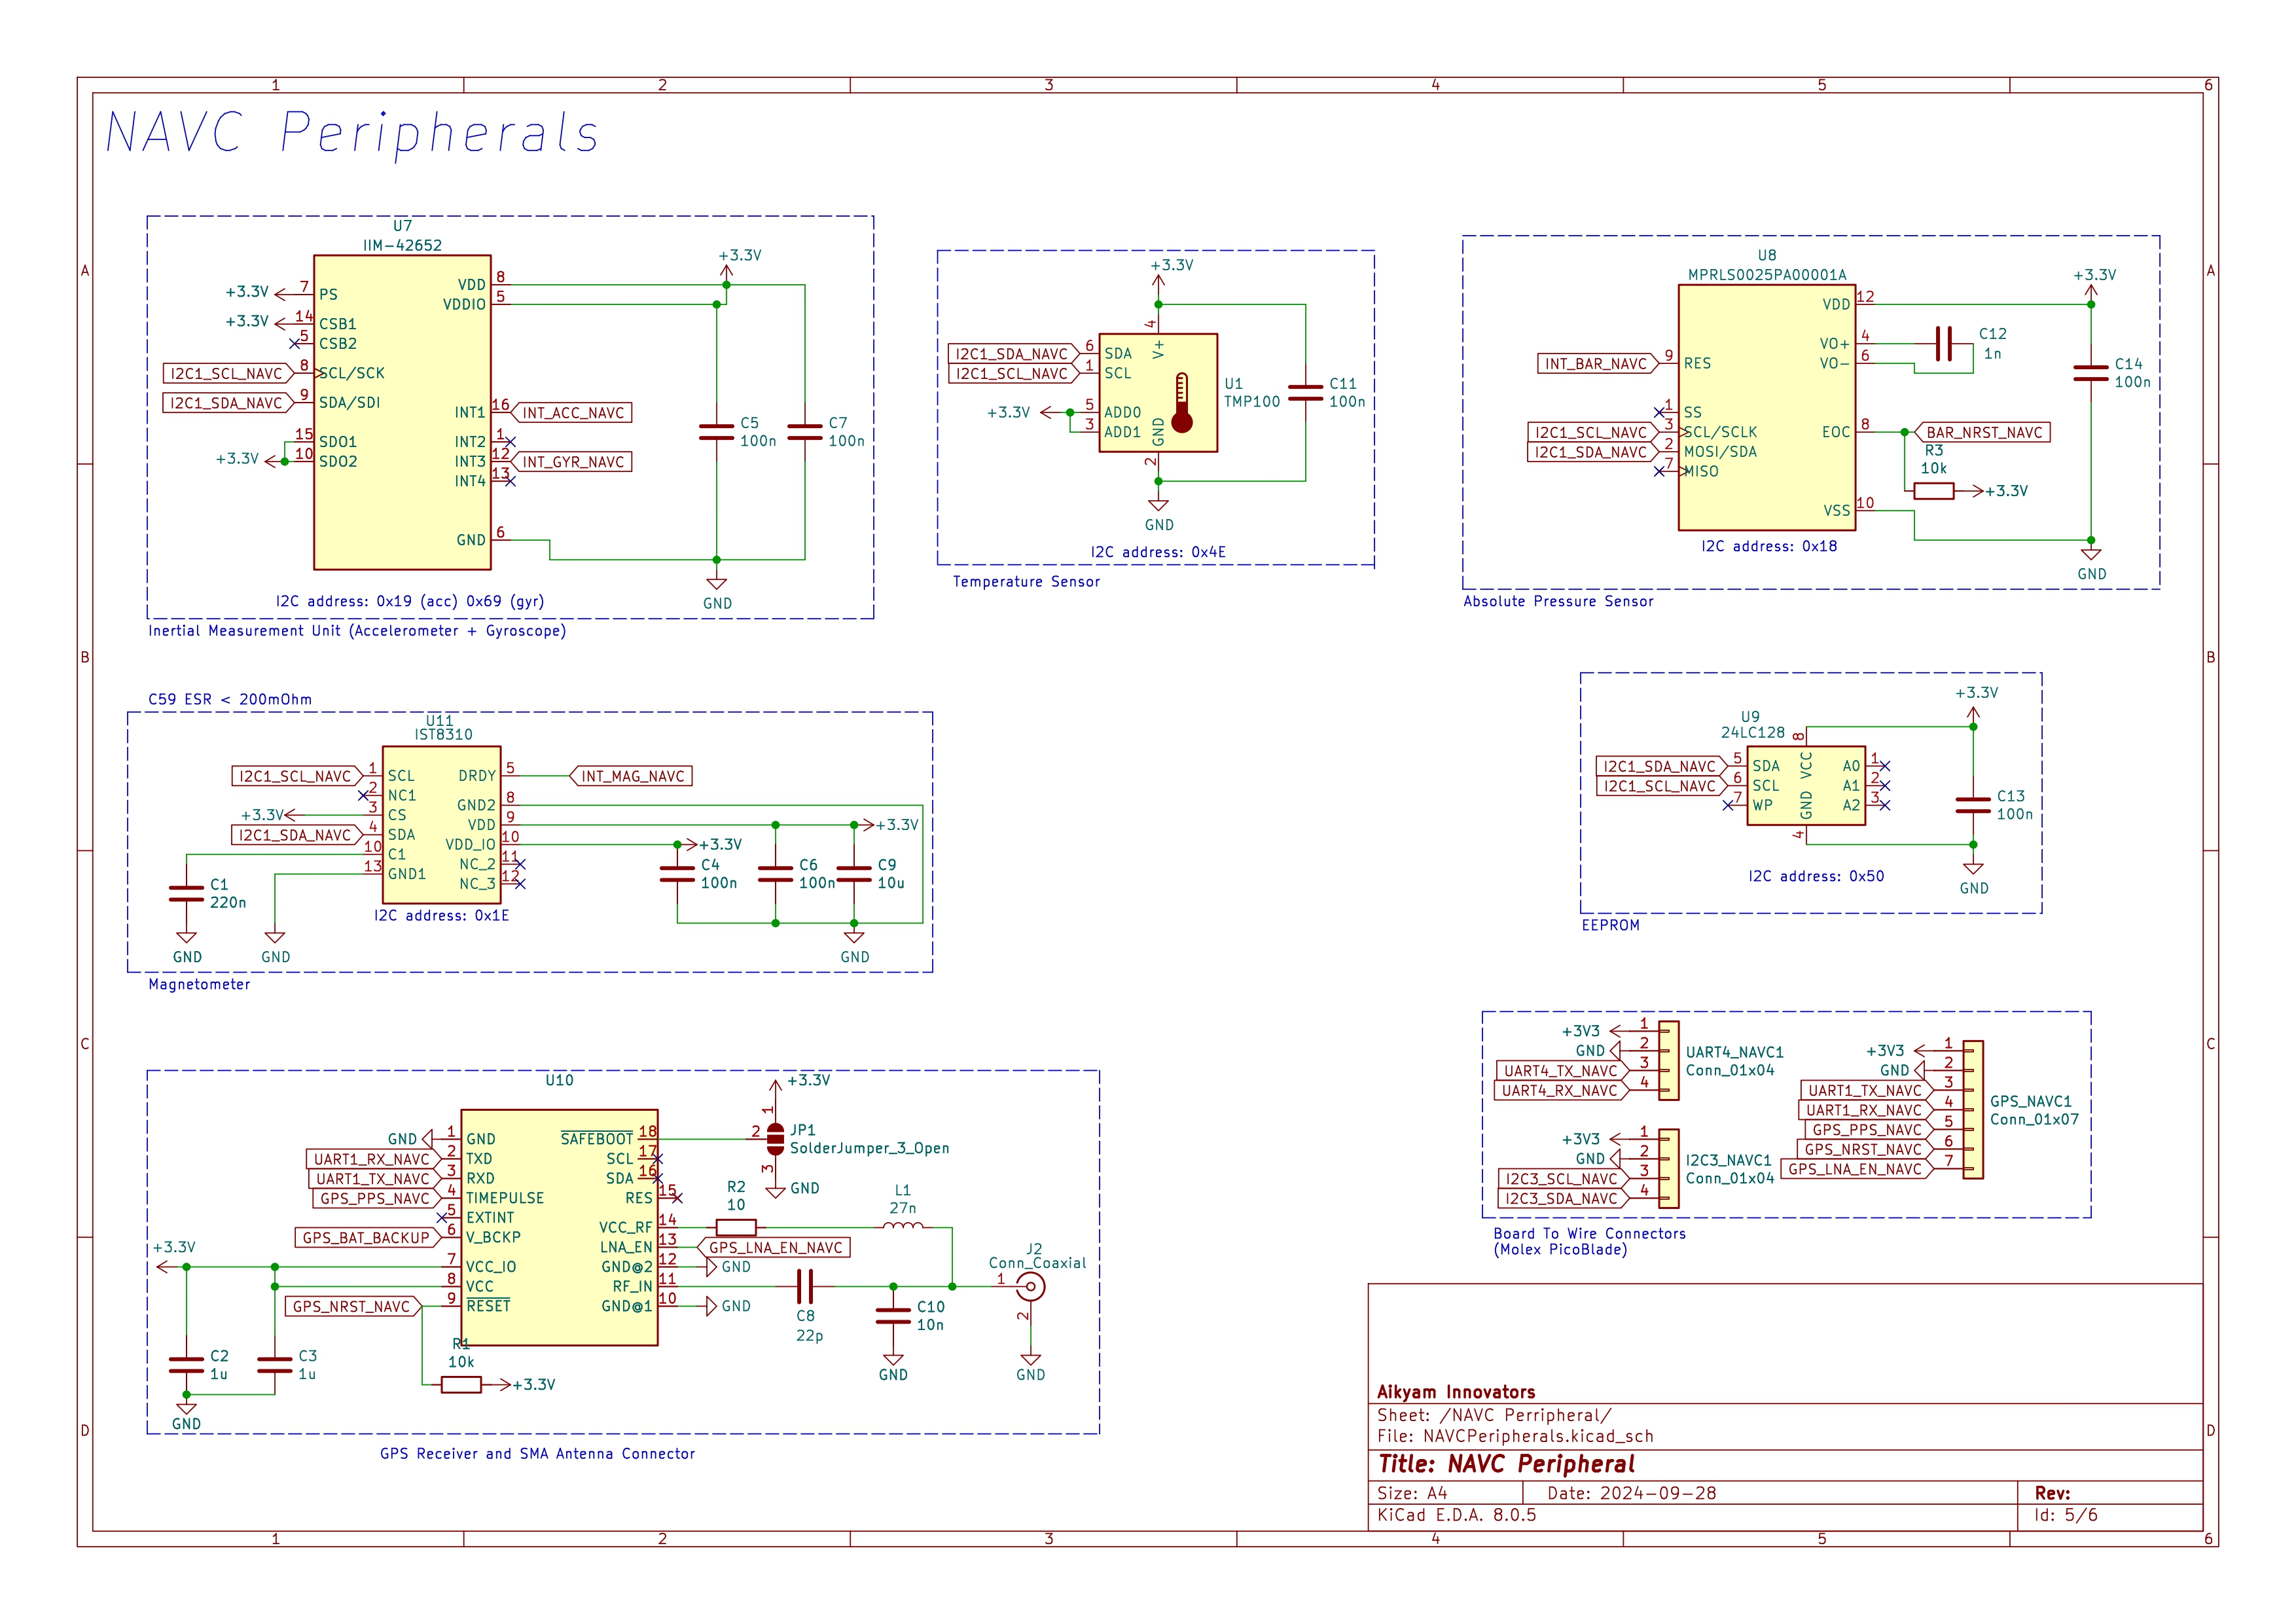 1 2 3 4 5 6
NAVC Peripherals
A
B
C
D
A
B
C
D
U7
IIM-42652
+3.3V 7 PS
+3.3V 14 CSB1
5 CSB2
I2C1_SCL_NAVC 8 SCL/SCK
I2C1_SDA_NAVC 9 SDA/SDI
15 SDO1
+3.3V 10 SDO2
VDD 8
VDDIO 5
INT1 16 INT_ACC_NAVC
INT2 1
INT3 12 INT_GYR_NAVC
INT4 13
GND 6
+3.3V
C5
100n
C7
100n
GND
I2C address: 0x19 (acc) 0x69 (gyr)
Inertial Measurement Unit (Accelerometer + Gyroscope)
+3.3V
4
V+
I2C1_SDA_NAVC 6 SDA
I2C1_SCL_NAVC 1 SCL
+3.3V 5 ADD0
3 ADD1
GND
2
U1
TMP100
C11
100n
GND
I2C address: 0x4E
Temperature Sensor
U8
MPRLS0025PA00001A
INT_BAR_NAVC 9 RES
1 SS
I2C1_SCL_NAVC 3 SCL/SCLK
I2C1_SDA_NAVC 2 MOSI/SDA
7 MISO
VDD 12
VO+ 4
VO- 6
EOC 8 BAR_NRST_NAVC
VSS 10
C12
1n
R3
10k
+3.3V
+3.3V
C14
100n
GND
I2C address: 0x18
Absolute Pressure Sensor
C59 ESR < 200mOhm
U11
IST8310
I2C1_SCL_NAVC 1 SCL
2 NC1
+3.3V 3 CS
I2C1_SDA_NAVC 4 SDA
10 C1
13 GND1
DRDY 5 INT_MAG_NAVC
GND2 8
VDD 9 +3.3V
VDD_IO 10 +3.3V
NC_2 11
NC_3 12
C1
220n
GND
GND
C4
100n
C6
100n
C9
10u
GND
I2C address: 0x1E
Magnetometer
+3.3V
U9
24LC128
8
VCC
I2C1_SDA_NAVC 5 SDA
I2C1_SCL_NAVC 6 SCL
7 WP
A0 1
A1 2
A2 3
GND
4
C13
100n
GND
I2C address: 0x50
EEPROM
U10
GND 1 GND
UART1_RX_NAVC 2 TXD
UART1_TX_NAVC 3 RXD
GPS_PPS_NAVC 4 TIMEPULSE
5 EXTINT
GPS_BAT_BACKUP 6 V_BCKP
+3.3V
7 VCC_IO
8 VCC
GPS_NRST_NAVC 9 RESET
SAFEBOOT 18
SCL 17
SDA 16
RES 15
VCC_RF 14
LNA_EN 13 GPS_LNA_EN_NAVC
GND@2 12 GND
RF_IN 11
GND@1 10 GND
+3.3V
1
2
3
JP1
SolderJumper_3_Open
GND
R2
10
L1
27n
J2
Conn_Coaxial
1
2
C8
22p
C10
10n
GND
GND
R1
10k
+3.3V
C2
1u
C3
1u
GND
GPS Receiver and SMA Antenna Connector
+3V3 1
GND 2
UART4_TX_NAVC 3
UART4_RX_NAVC 4
UART4_NAVC1
Conn_01x04
+3V3 1
GND 2
I2C3_SCL_NAVC 3
I2C3_SDA_NAVC 4
I2C3_NAVC1
Conn_01x04
+3V3 1
GND 2
UART1_TX_NAVC 3
UART1_RX_NAVC 4
GPS_PPS_NAVC 5
GPS_NRST_NAVC 6
GPS_LNA_EN_NAVC 7
GPS_NAVC1
Conn_01x07
Board To Wire Connectors
(Molex PicoBlade)
Aikyam Innovators
Sheet: /NAVC Perripheral/
File: NAVCPeripherals.kicad_sch
Title: NAVC Peripheral
Size: A4 Date: 2024-09-28 Rev:
KiCad E.D.A. 8.0.5 Id: 5/6
1 2 3 4 5 6